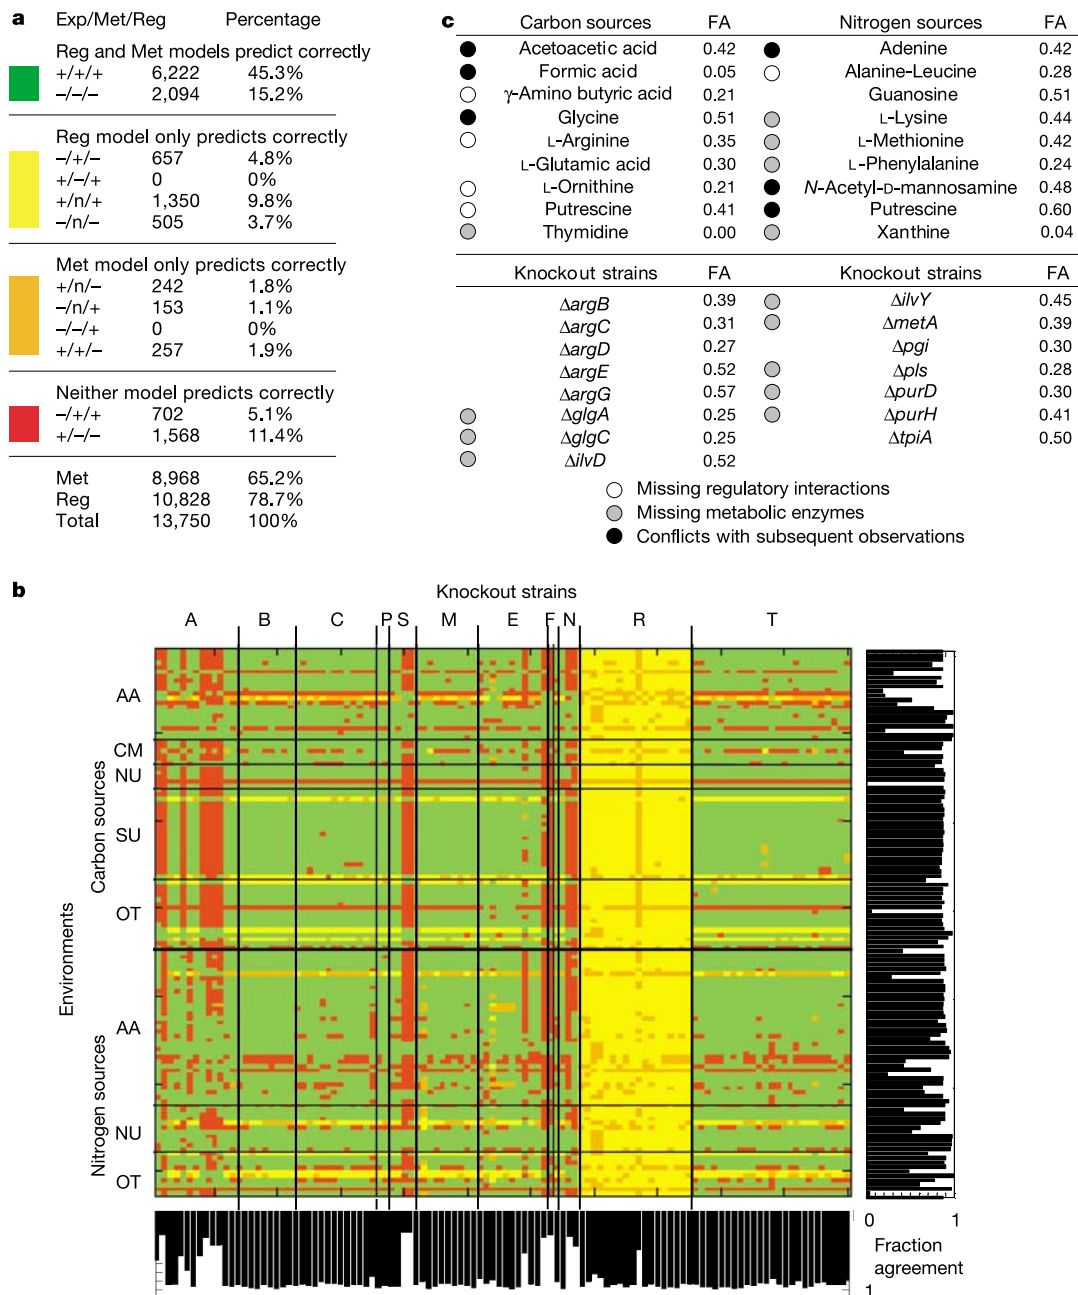 a
Exp/Met/Reg Percentage
Reg and Met models predict correctly
+/+/+ 6,222 45.3%
–/–/– 2,094 15.2%
Reg model only predicts correctly
–/+/– 657 4.8%
+/–/+ 0 0%
+/n/+ 1,350 9.8%
–/n/– 505 3.7%
Met model only predicts correctly
+/n/– 242 1.8%
–/n/+ 153 1.1%
–/–/+ 0 0%
+/+/– 257 1.9%
Neither model predicts correctly
–/+/+ 702 5.1%
+/–/– 1,568 11.4%
Met 8,968 65.2%
Reg 10,828 78.7%
Total 13,750 100%
c
Carbon sources FA Nitrogen sources FA
Acetoacetic acid 0.42 Adenine 0.42
Formic acid 0.05 Alanine-Leucine 0.28
γ-Amino butyric acid 0.21 Guanosine 0.51
Glycine 0.51 L-Lysine 0.44
L-Arginine 0.35 L-Methionine 0.42
L-Glutamic acid 0.30 L-Phenylalanine 0.24
L-Ornithine 0.21 N-Acetyl-D-mannosamine 0.48
Putrescine 0.41 Putrescine 0.60
Thymidine 0.00 Xanthine 0.04
Knockout strains FA Knockout strains FA
ΔargB 0.39 ΔilvY 0.45
ΔargC 0.31 ΔmetA 0.39
ΔargD 0.27 Δpgi 0.30
ΔargE 0.52 Δpls 0.28
ΔargG 0.57 ΔpurD 0.30
ΔglgA 0.25 ΔpurH 0.41
ΔglgC 0.25 ΔtpiA 0.50
ΔilvD 0.52
Missing regulatory interactions
Missing metabolic enzymes
Conflicts with subsequent observations
b
Knockout strains
A B C P S M E F N R T
Environments
Carbon sources
AA
CM
NU
SU
OT
Nitrogen sources
AA
NU
OT
0 1
Fraction
agreement
1